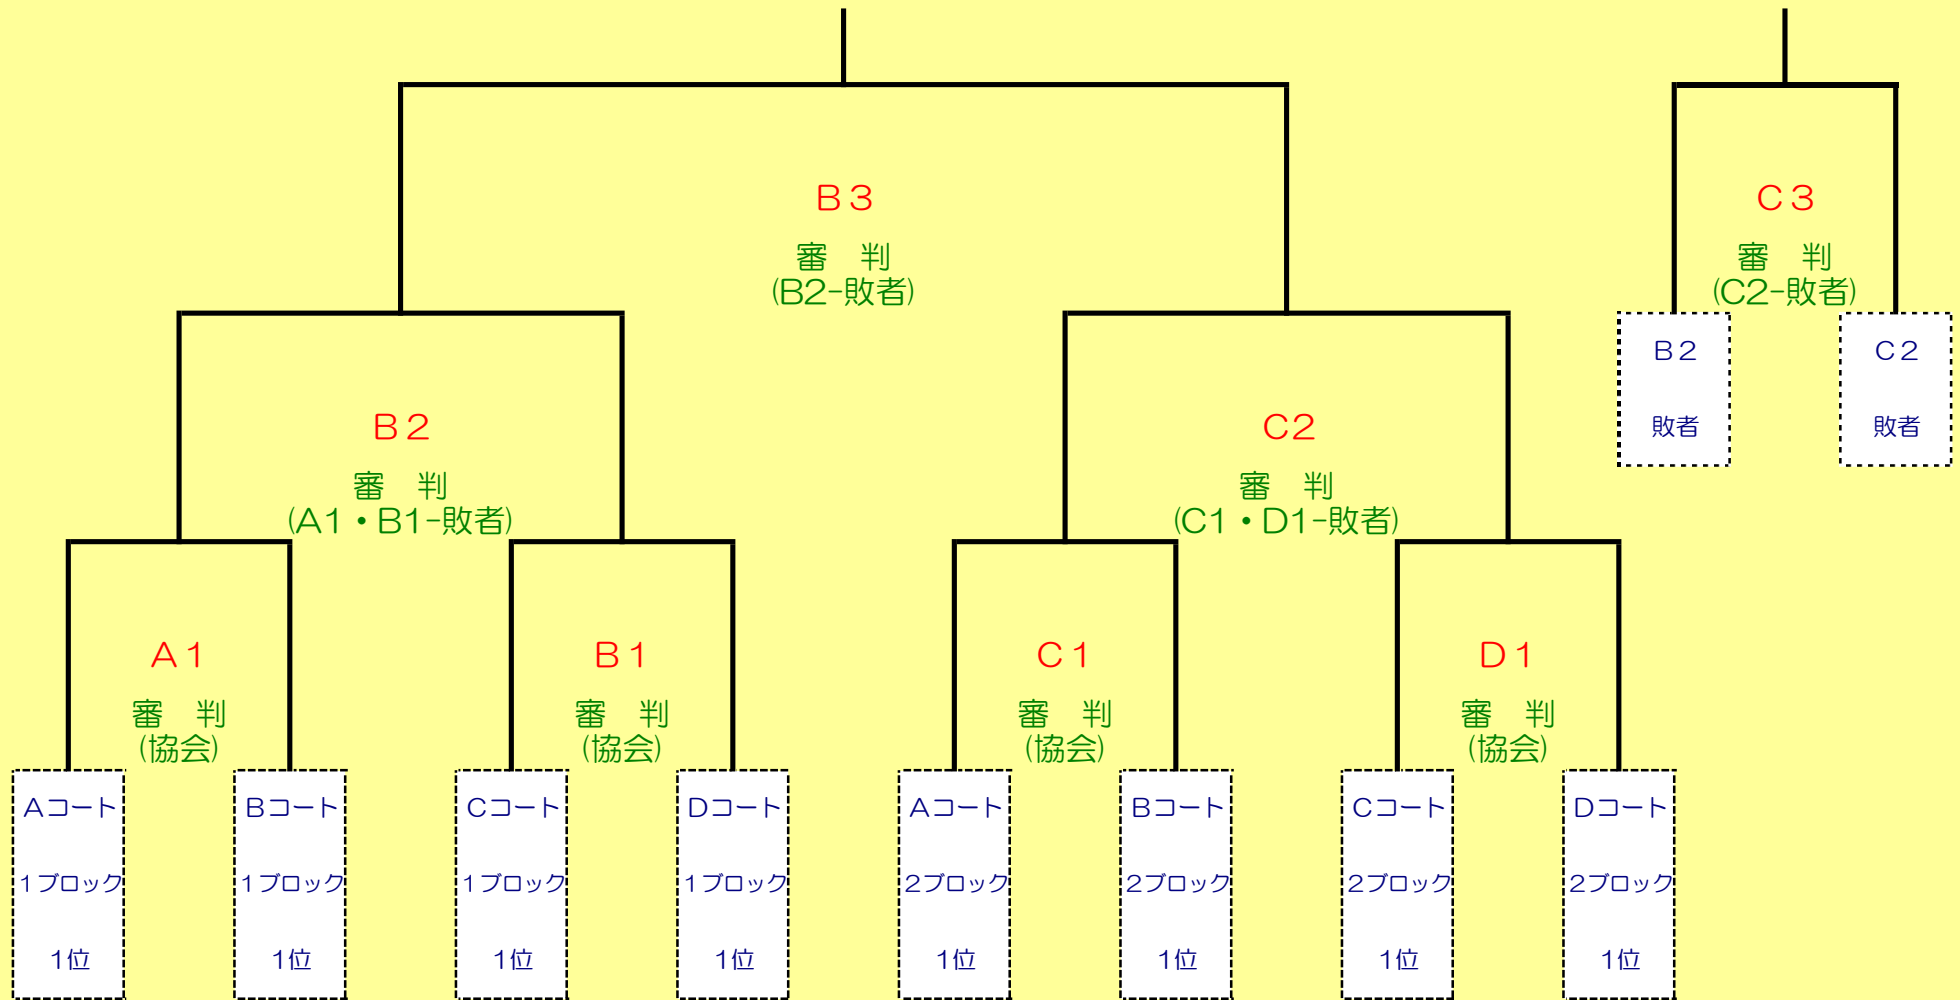 B3
審 判
(B2-敗者)
C3
審 判
(C2-敗者)
B2
敗者
C2
敗者
B2
審 判
(A1・B1-敗者)
C2
審 判
(C1・D1-敗者)
A1
審 判
(協会)
B1
審 判
(協会)
C1
審 判
(協会)
D1
審 判
(協会)
Aコート
1ブロック
1位
Bコート
1ブロック
1位
Cコート
1ブロック
1位
Dコート
1ブロック
1位
Aコート
2ブロック
1位
Bコート
2ブロック
1位
Cコート
2ブロック
1位
Dコート
2ブロック
1位